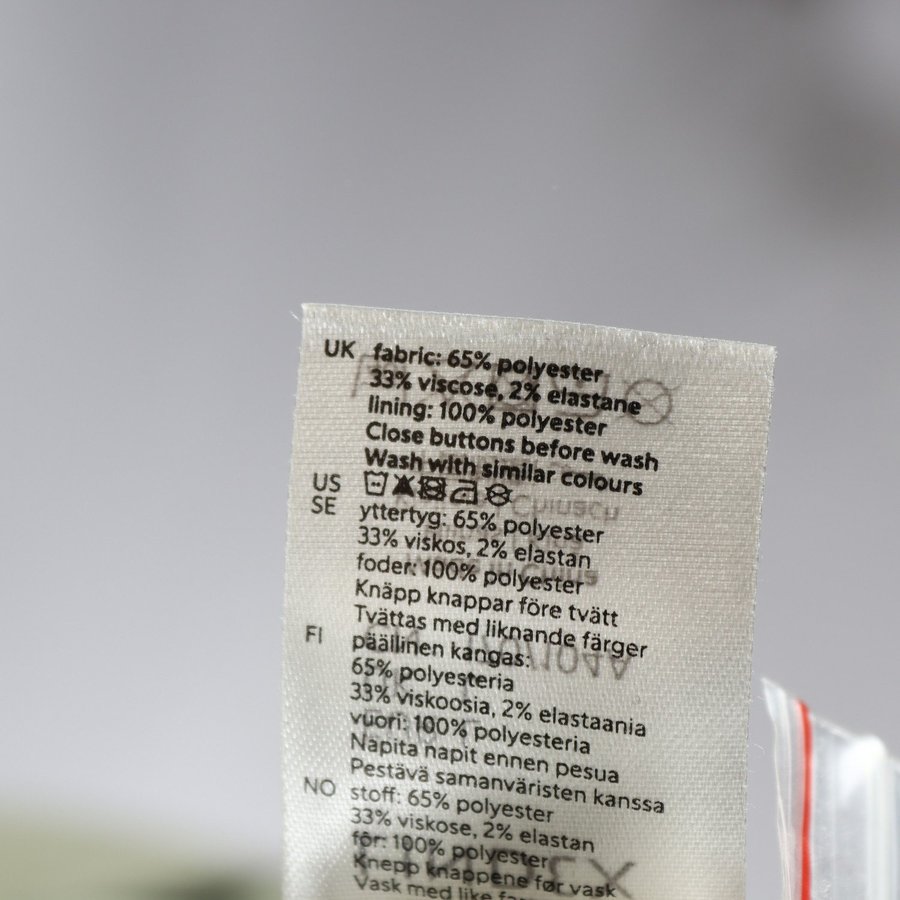 UK fabric: 65% polyester
33% viscose, 2% elastane
lining: 100% polyester
Close buttons before wash
Wash with similar colours
US
SE yttertyg: 65% polyester
33% viskos, 2% elastan
foder: 100% polyester
Knäpp knappar före tvätt
Tvättas med liknande färger
FI päällinen kangas:
65% polyesteria
33% viskoosia, 2% elastaania
vuori: 100% polyesteria
Napita napit ennen pesua
Pestävä samanväristen kanssa
NO stoff: 65% polyester
33% viskose, 2% elastan
fôr: 100% polyester
Knepp knappene før vask
Vask med like